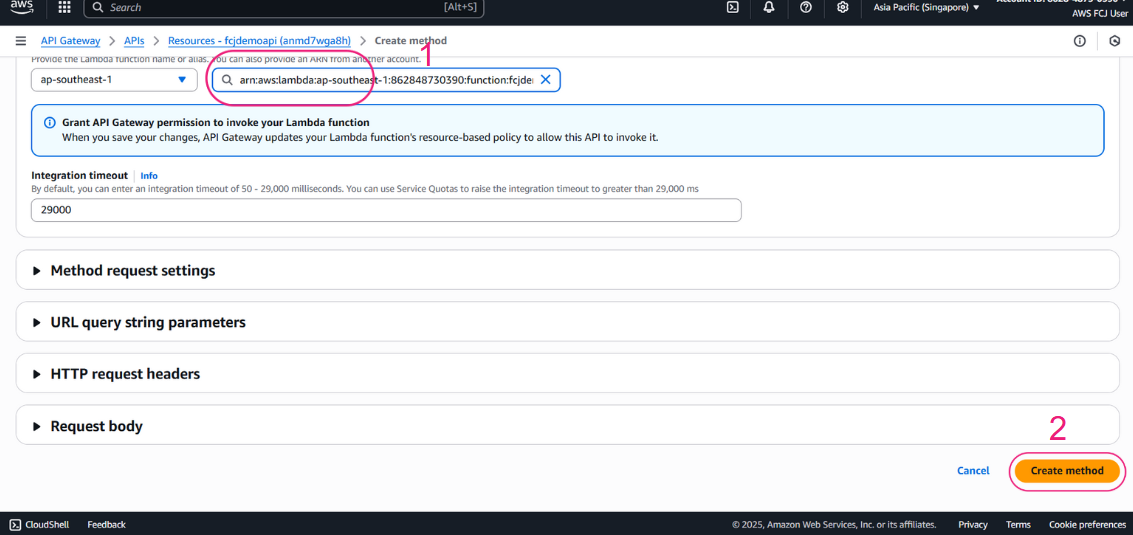 aws
Search
[Alt+S]
Asia Pacific (Singapore)
AWS FCJ User
API Gateway > APIs > Resources - fcjdemoapi (anmd7wga8h) > Create method
1
Provide the Lambda function name or alias. You can also provide an ARN from another account.
ap-southeast-1
arn:aws:lambda:ap-southeast-1:862848730390:function:fcjde
Grant API Gateway permission to invoke your Lambda function
When you save your changes, API Gateway updates your Lambda function's resource-based policy to allow this API to invoke it.
Integration timeout
Info
By default, you can enter an integration timeout of 50 - 29,000 milliseconds. You can use Service Quotas to raise the integration timeout to greater than 29,000 ms
29000
Method request settings
URL query string parameters
HTTP request headers
Request body
2
Cancel
Create method
CloudShell
Feedback
© 2025, Amazon Web Services, Inc. or its affiliates.
Privacy
Terms
Cookie preferences